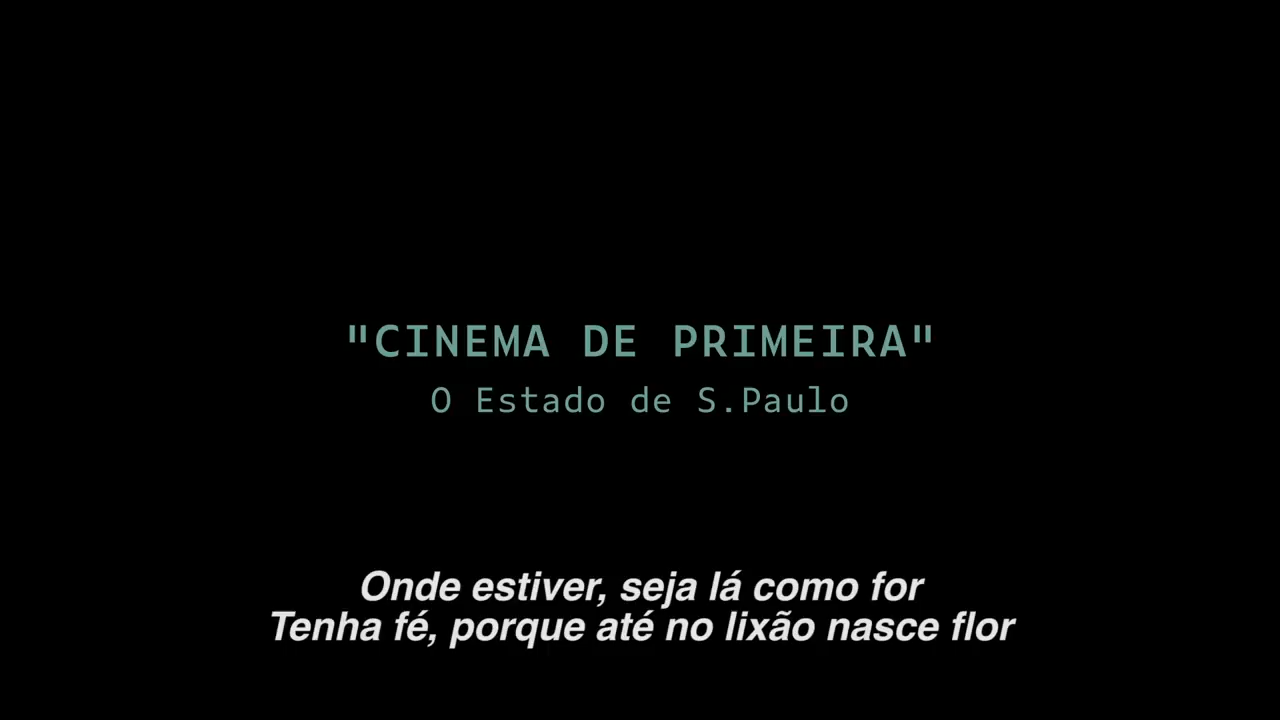 "CINEMA DE PRIMEIRA"
O Estado de S.Paulo
Onde estiver, seja lá como for
Tenha fé, porque até no lixão nasce flor